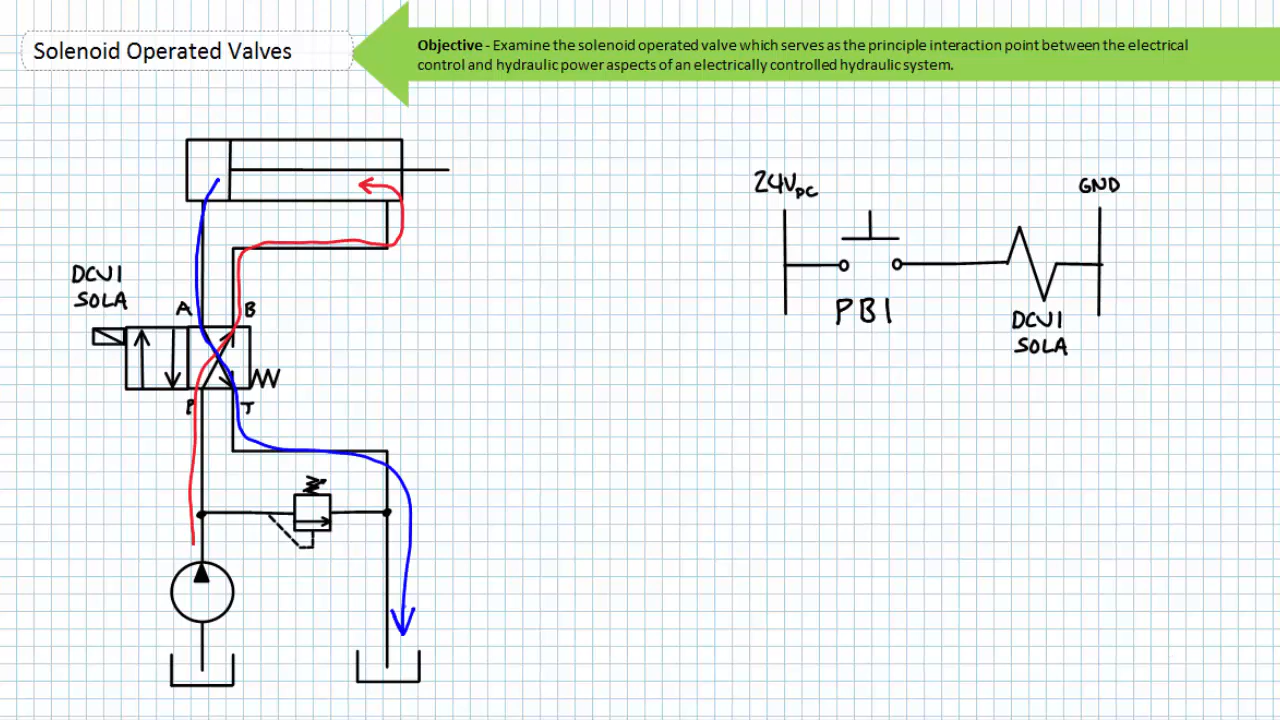 Solenoid Operated Valves
Objective - Examine the solenoid operated valve which serves as the principle interaction point between the electrical
control and hydraulic power aspects of an electrically controlled hydraulic system.
24VDC
GND
DCV1
SOLA
A
B
PB1
DCV1
SOLA
P
T